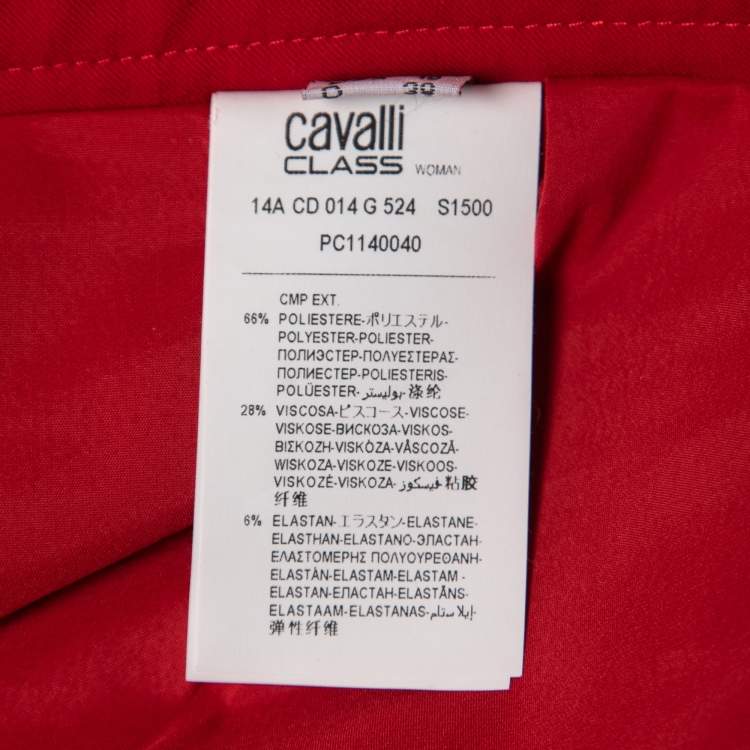 cavalli
CLASS WOMAN
14A CD 014 G 524 S1500
PC1140040
CMP EXT.
66% POLIESTERE-ポリエステル-
POLYESTER-POLIESTER-
ПОЛИЭСТЕР-ΠΟΛΥΕΣΤΕΡΑΣ-
ПОЛИЕСТЕР-POLIESTERIS-
POLÜESTER-بوليستر-涤纶
28% VISCOSA-ビスコース-VISCOSE-
VISKOSE-ВИСКОЗА-VISKOS-
ΒΙΣΚΟΖΗ-VISKÓZA-VÂSCOZĂ-
WISKOZA-VISKOZE-VISKOOS-
VISKOZĖ-VISKOZA-فيسكوز-粘胶
纤维
6% ELASTAN-エラスタン-ELASTANE-
ELASTHAN-ELASTANO-ЭЛАСТАН-
ΕΛΑΣΤΟΜΕΡΗΣ ΠΟΛΥΟΥΡΕΘΑΝΗ-
ELASTÁN-ELASTAM-ELASTAM -
ELASTAN-ЕЛАСТАН-ELASTĀNS-
ELASTAAM-ELASTANAS-إيلاستام-
弹性纤维